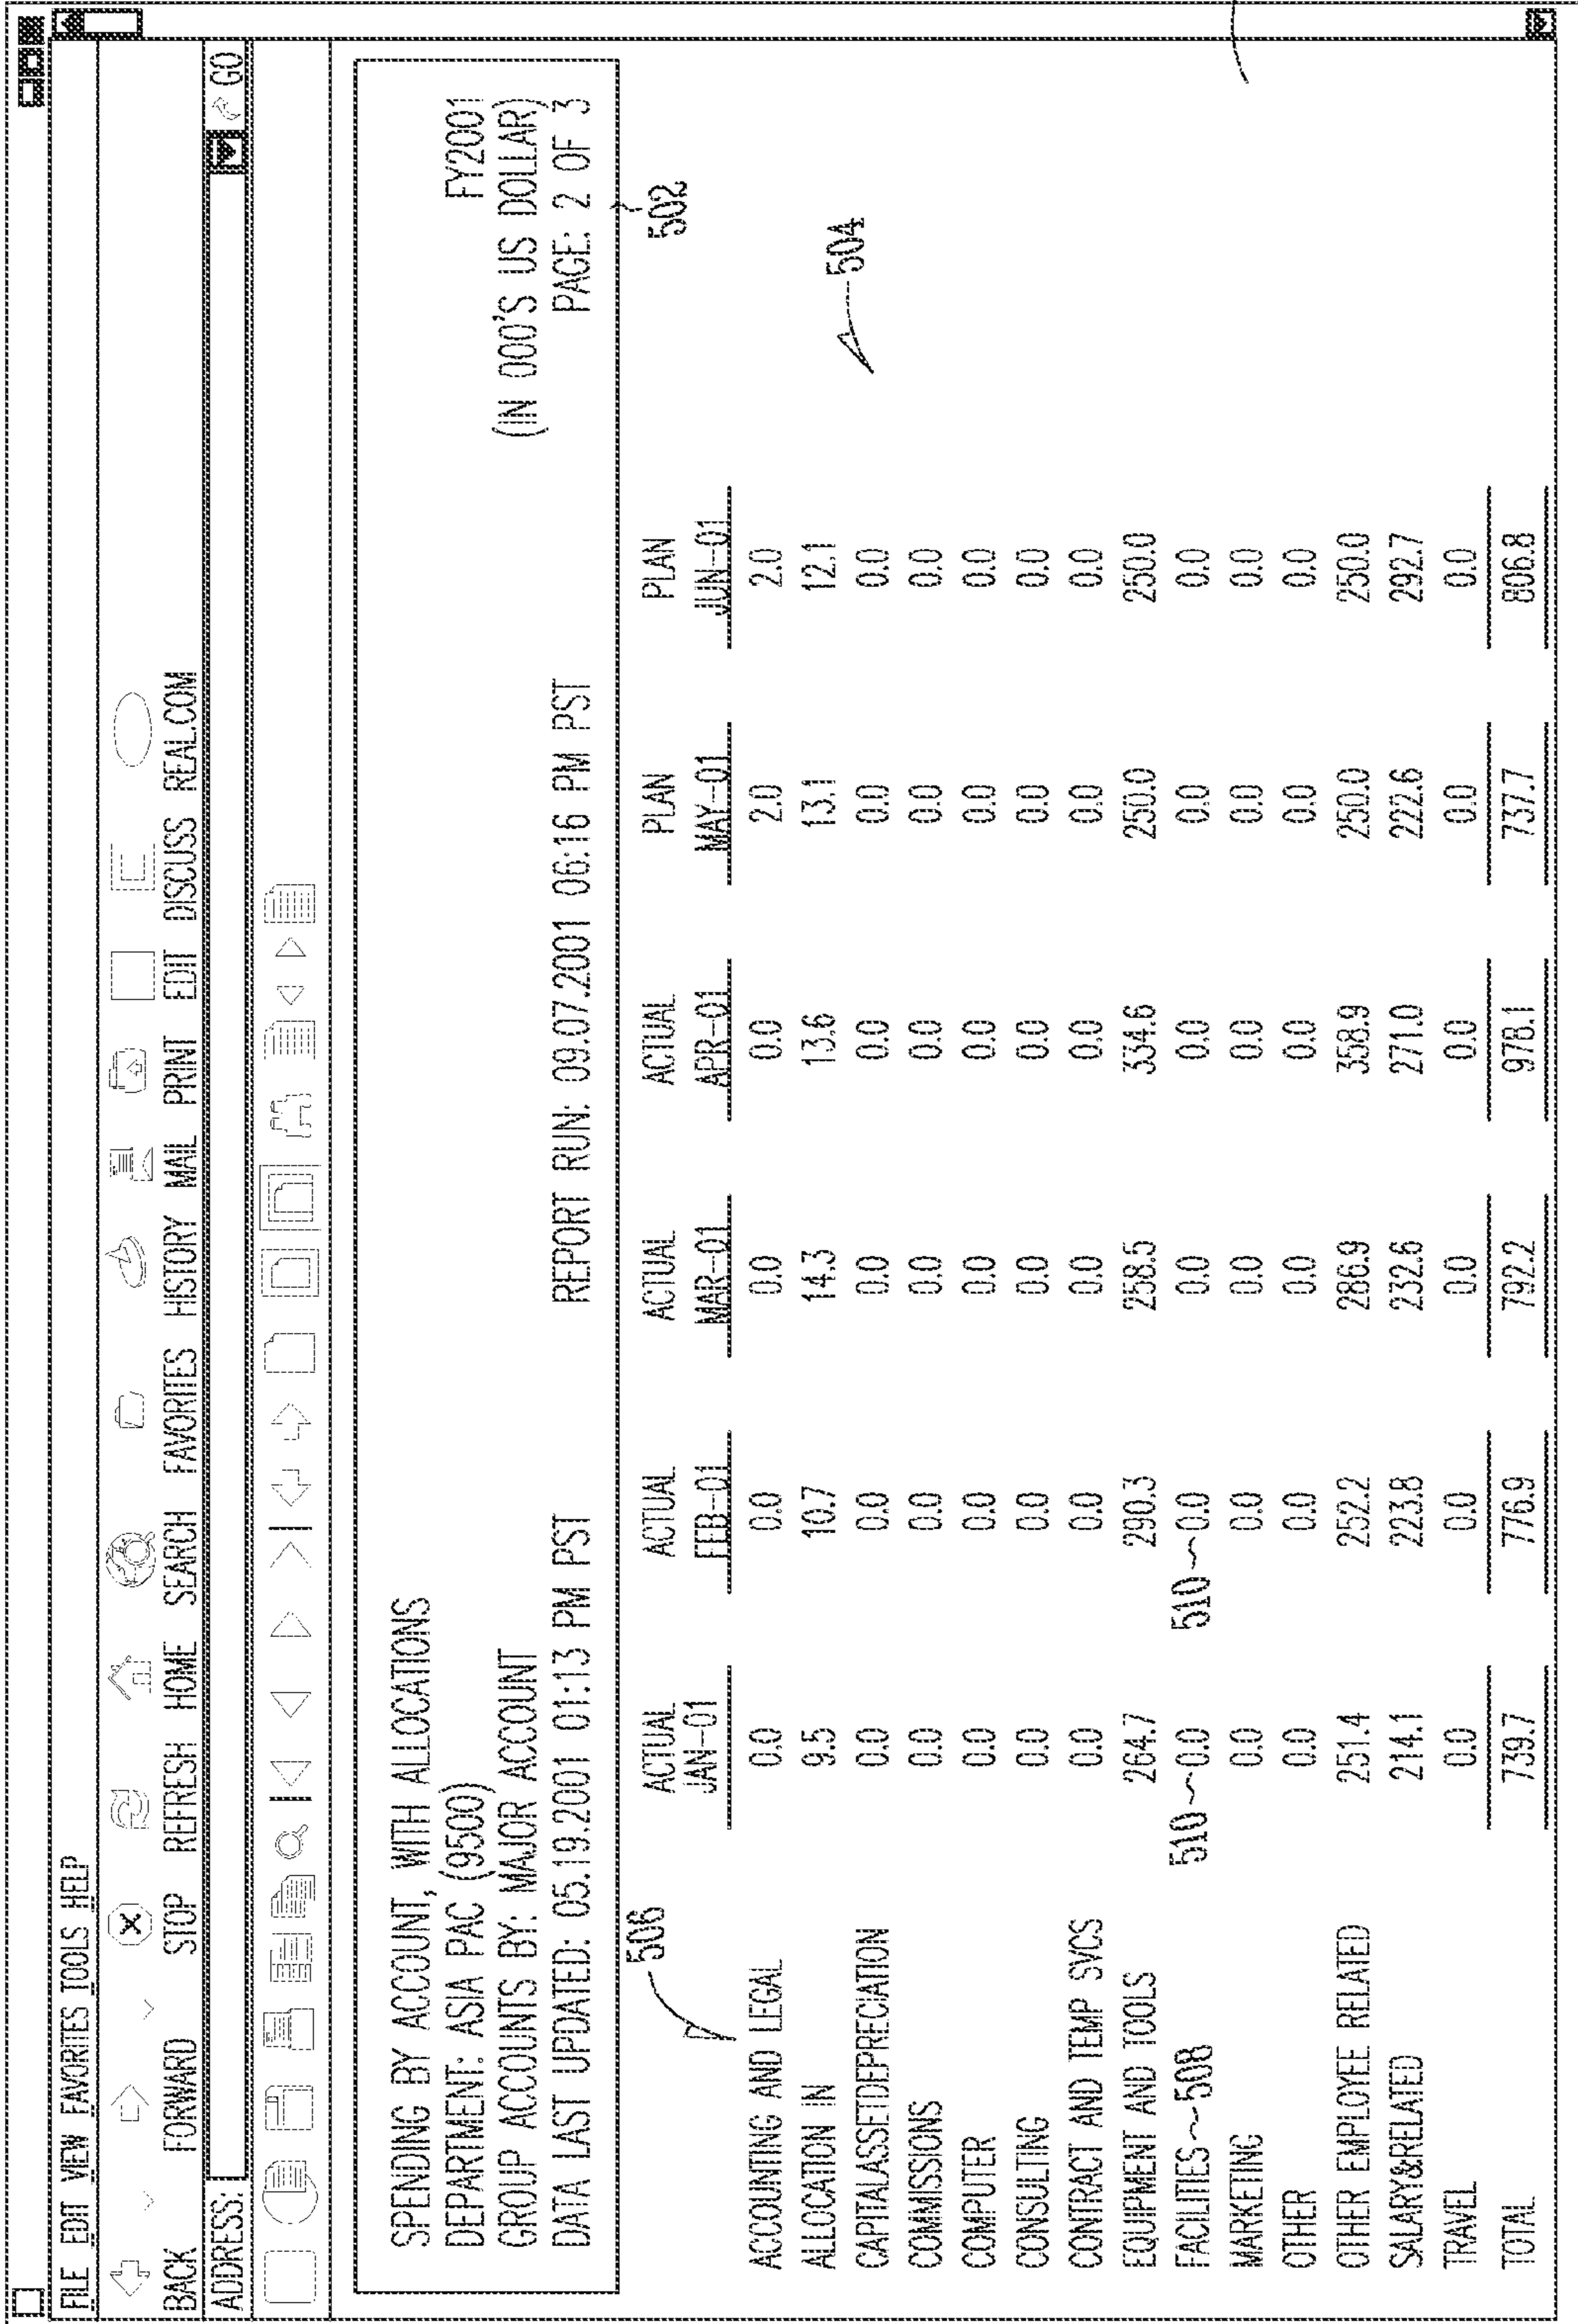 FILE EDIT VIEW FAVORITES TOOLS HELP
BACK FORWARD STOP REFRESH HOME SEARCH FAVORITES HISTORY MAIL PRINT EDIT DISCUSS REAL.COM
ADDRESS: GO
SPENDING BY ACCOUNT, WITH ALLOCATIONS
DEPARTMENT: ASIA PAC (9500) FY2001
GROUP ACCOUNTS BY: MAJOR ACCOUNT (IN 000'S US DOLLAR)
DATA LAST UPDATED: 05.19.2001 01:13 PM PST REPORT RUN: 09.07.2001 06:16 PM PST PAGE: 2 OF 3
506 502
ACTUAL ACTUAL ACTUAL ACTUAL PLAN PLAN
JAN-01 FEB-01 MAR-01 APR-01 MAY-01 JUN-01
ACCOUNTING AND LEGAL 0.0 0.0 0.0 0.0 2.0 2.0
ALLOCATION IN 9.5 10.7 14.3 13.6 13.1 12.1 504
CAPITALASSETDEPRECIATION 0.0 0.0 0.0 0.0 0.0 0.0
COMMISSIONS 0.0 0.0 0.0 0.0 0.0 0.0
COMPUTER 0.0 0.0 0.0 0.0 0.0 0.0
CONSULTING 0.0 0.0 0.0 0.0 0.0 0.0
CONTRACT AND TEMP SVCS 0.0 0.0 0.0 0.0 0.0 0.0
EQUIPMENT AND TOOLS 264.7 290.3 258.5 334.6 250.0 250.0
FACILITIES 508 510 0.0 510 0.0 0.0 0.0 0.0 0.0
MARKETING 0.0 0.0 0.0 0.0 0.0 0.0
OTHER 0.0 0.0 0.0 0.0 0.0 0.0
OTHER EMPLOYEE RELATED 251.4 252.2 286.9 358.9 250.0 250.0
SALARY&RELATED 214.1 223.8 232.6 271.0 222.6 292.7
TRAVEL 0.0 0.0 0.0 0.0 0.0 0.0
TOTAL 739.7 776.9 792.2 978.1 737.7 806.8